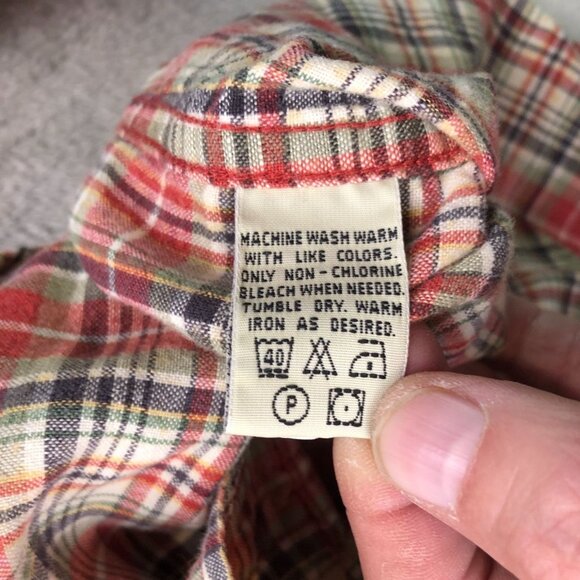 MACHINE WASH WARM
WITH LIKE COLORS.
ONLY NON - CHLORINE
BLEACH WHEN NEEDED.
TUMBLE DRY. WARM
IRON AS DESIRED.
40
P